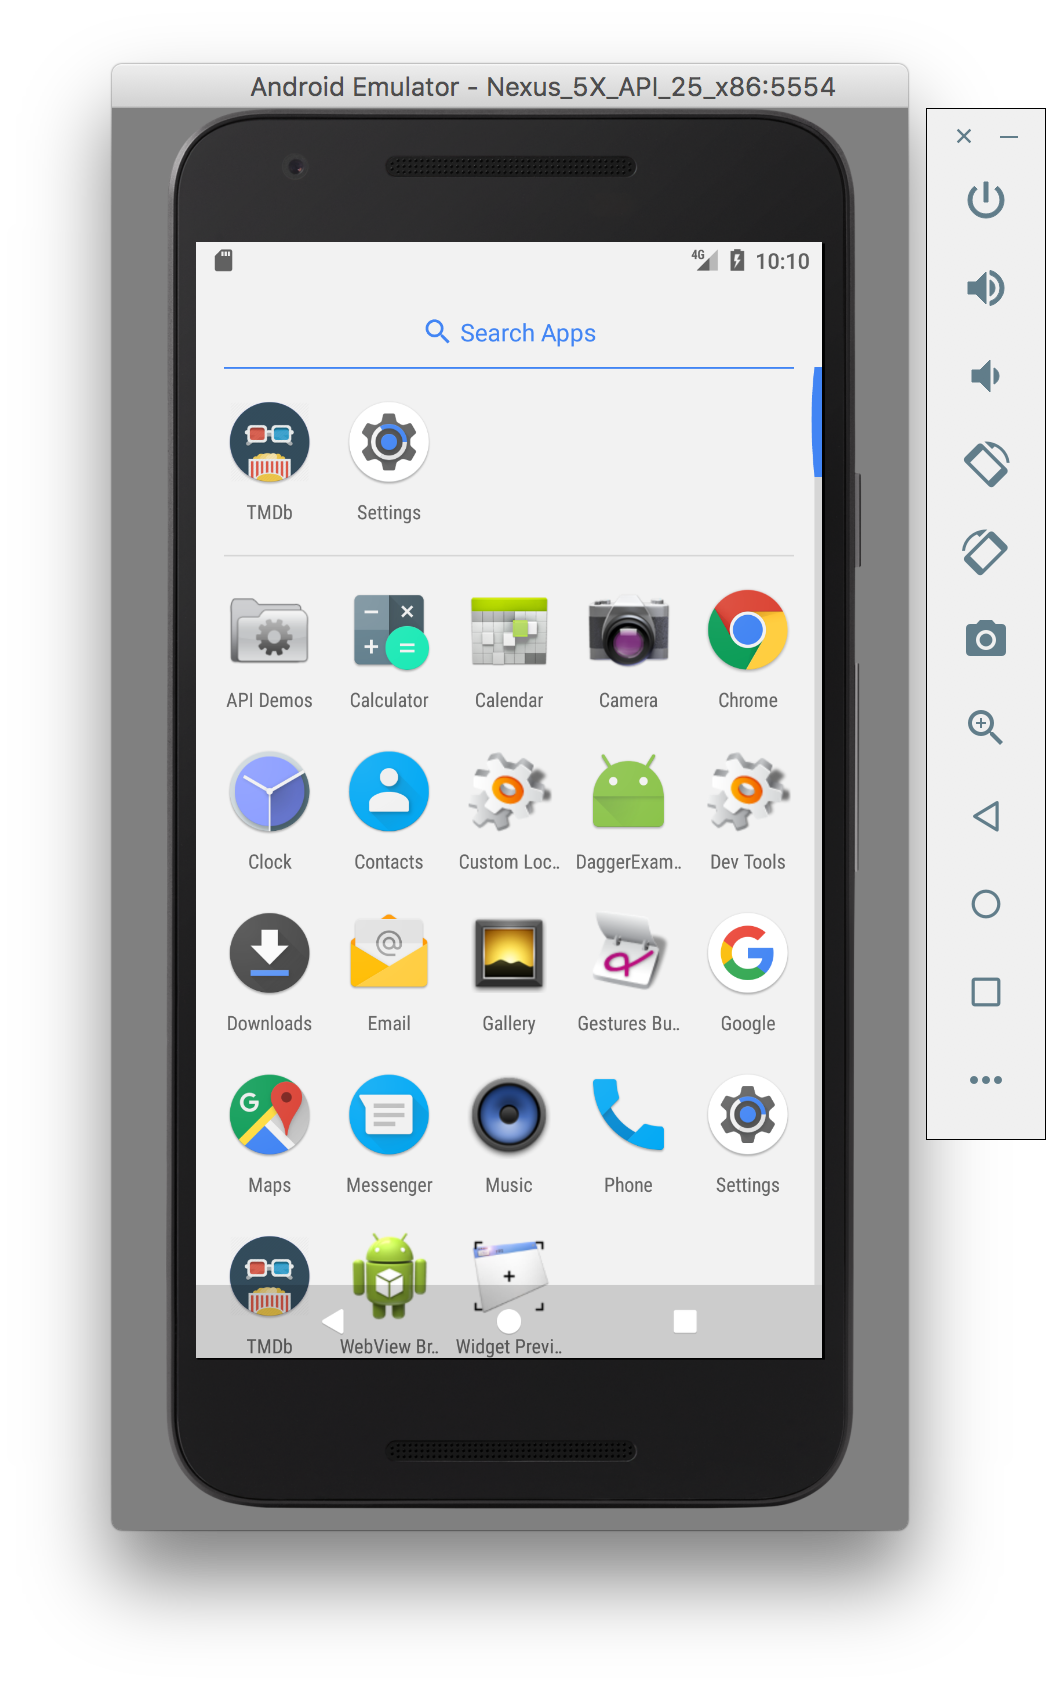 Android Emulator - Nexus_5X_API_25_x86:5554
4G 10:10
Search Apps
TMDb Settings
API Demos Calculator Calendar Camera Chrome
Clock Contacts Custom Loc.. DaggerExam.. Dev Tools
Downloads Email Gallery Gestures Bu.. Google
Maps Messenger Music Phone Settings
TMDb WebView Br.. Widget Previ..